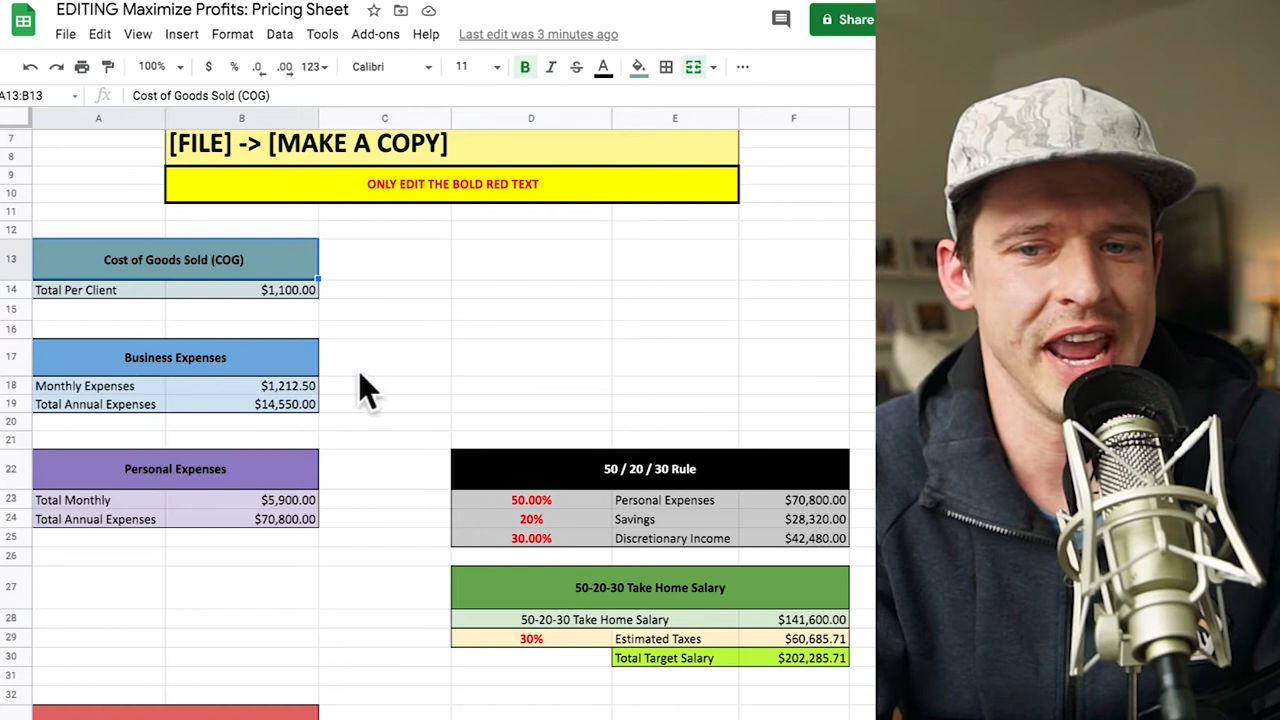 EDITING Maximize Profits: Pricing Sheet
File Edit View Insert Format Data Tools Add-ons Help Last edit was 3 minutes ago
Share
100% $ % .0 .00 123 Calibri 11 B I S A
A13:B13 fx Cost of Goods Sold (COG)
A B C D E F
7 [FILE] -> [MAKE A COPY]
8
9 ONLY EDIT THE BOLD RED TEXT
10
11
12
13 Cost of Goods Sold (COG)
14 Total Per Client $1,100.00
15
16
17 Business Expenses
18 Monthly Expenses $1,212.50
19 Total Annual Expenses $14,550.00
20
21
22 Personal Expenses 50 / 20 / 30 Rule
23 Total Monthly $5,900.00 50.00% Personal Expenses $70,800.00
24 Total Annual Expenses $70,800.00 20% Savings $28,320.00
25 30.00% Discretionary Income $42,480.00
26
27 50-20-30 Take Home Salary
28 50-20-30 Take Home Salary $141,600.00
29 30% Estimated Taxes $60,685.71
30 Total Target Salary $202,285.71
31
32